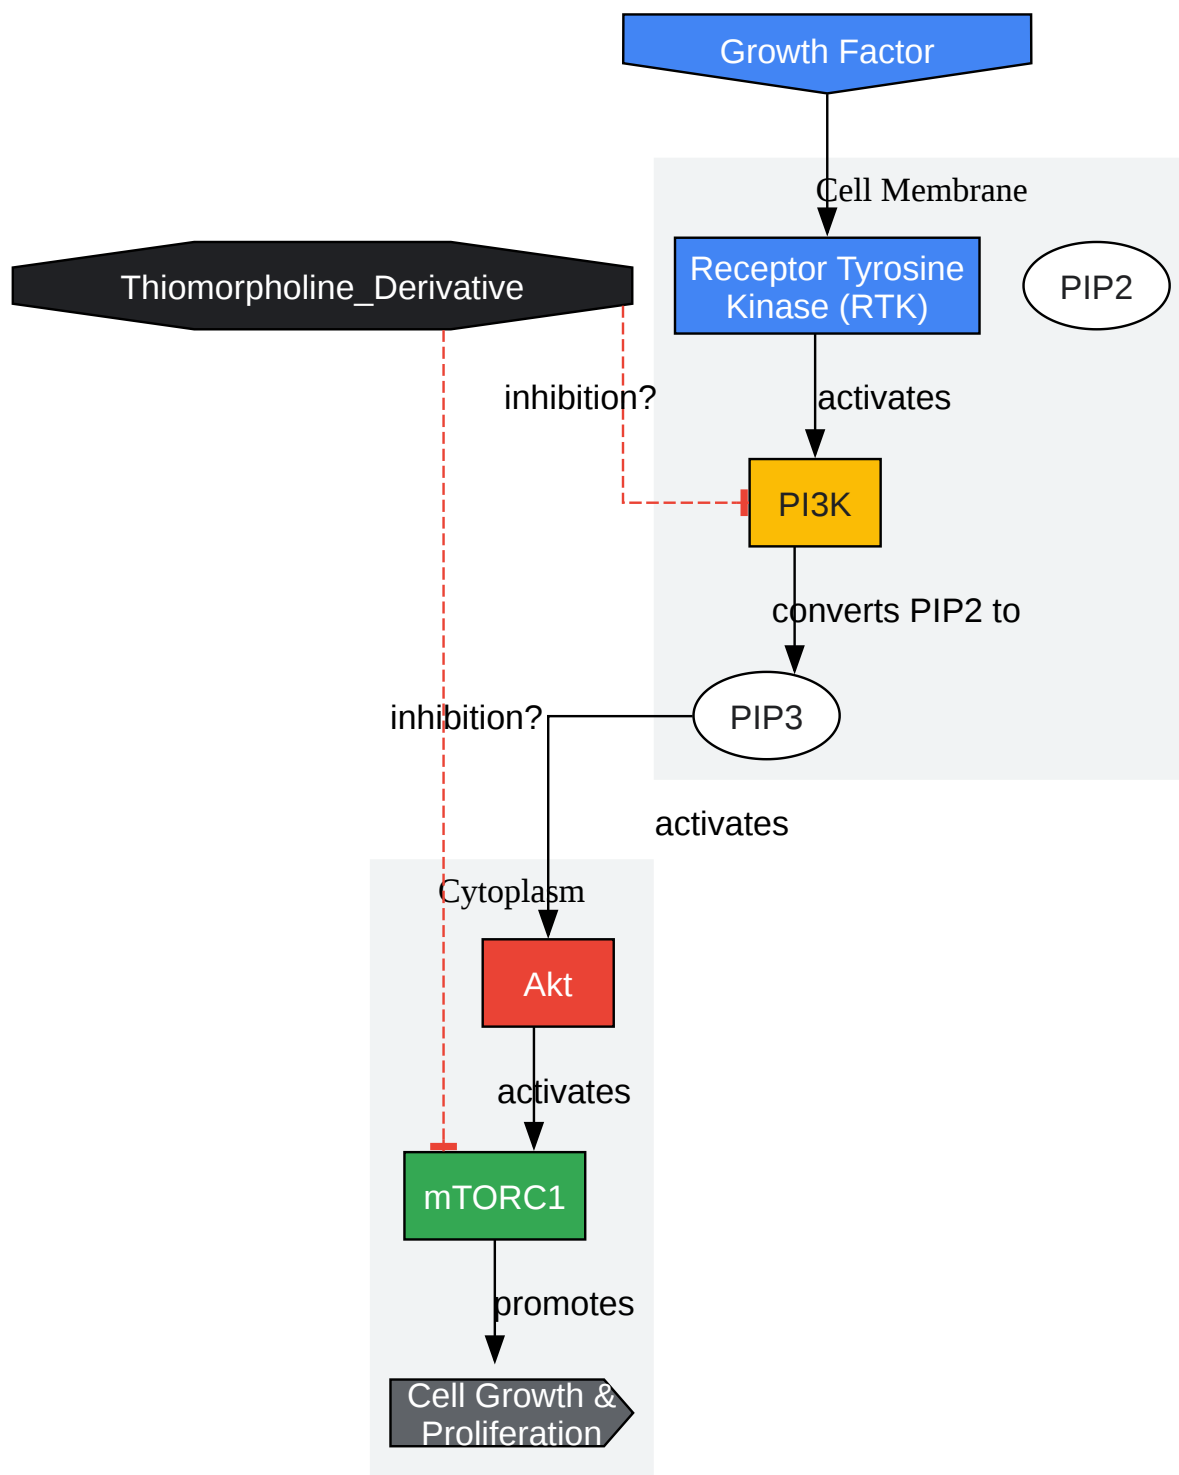 Growth Factor
Cell Membrane
Thiomorpholine_Derivative
Receptor Tyrosine
Kinase (RTK)
PIP2
inhibition?
activates
PI3K
converts PIP2 to
inhibition?
PIP3
activates
Cytoplasm
Akt
activates
mTORC1
promotes
Cell Growth &
Proliferation